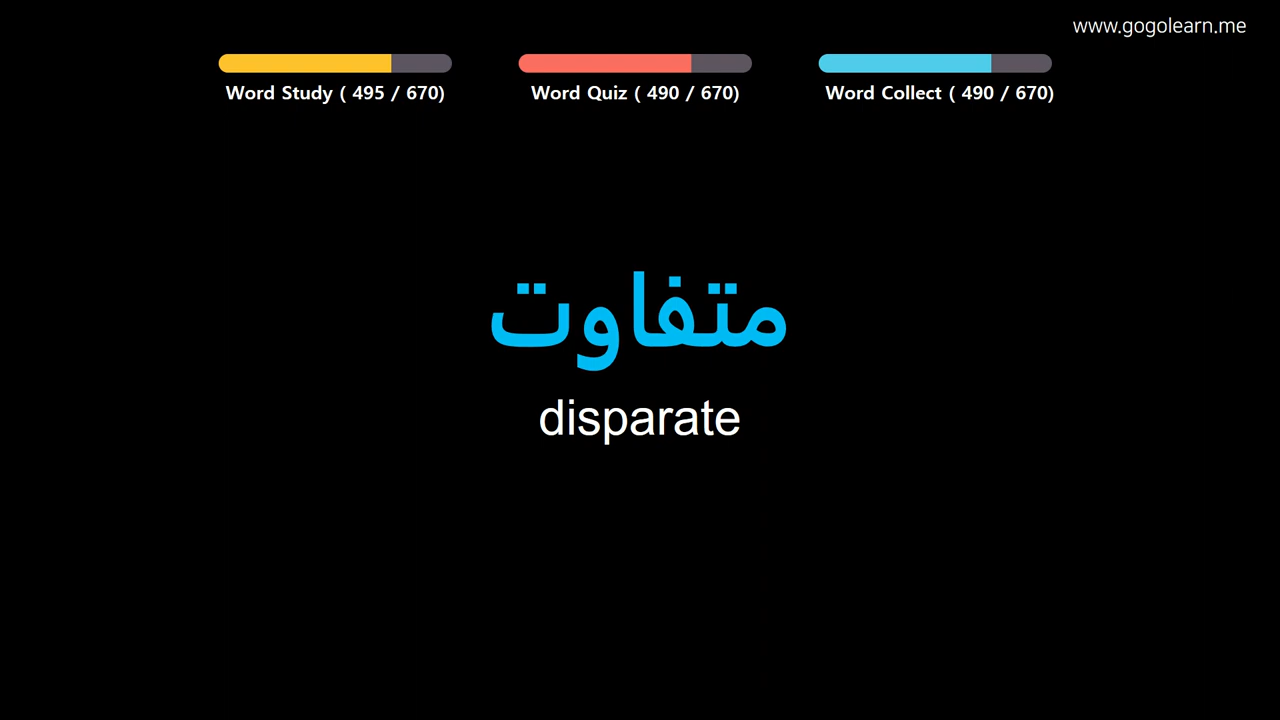 www.gogolearn.me
Word Study ( 495 / 670)
Word Quiz ( 490 / 670)
Word Collect ( 490 / 670)
متفاوت
disparate